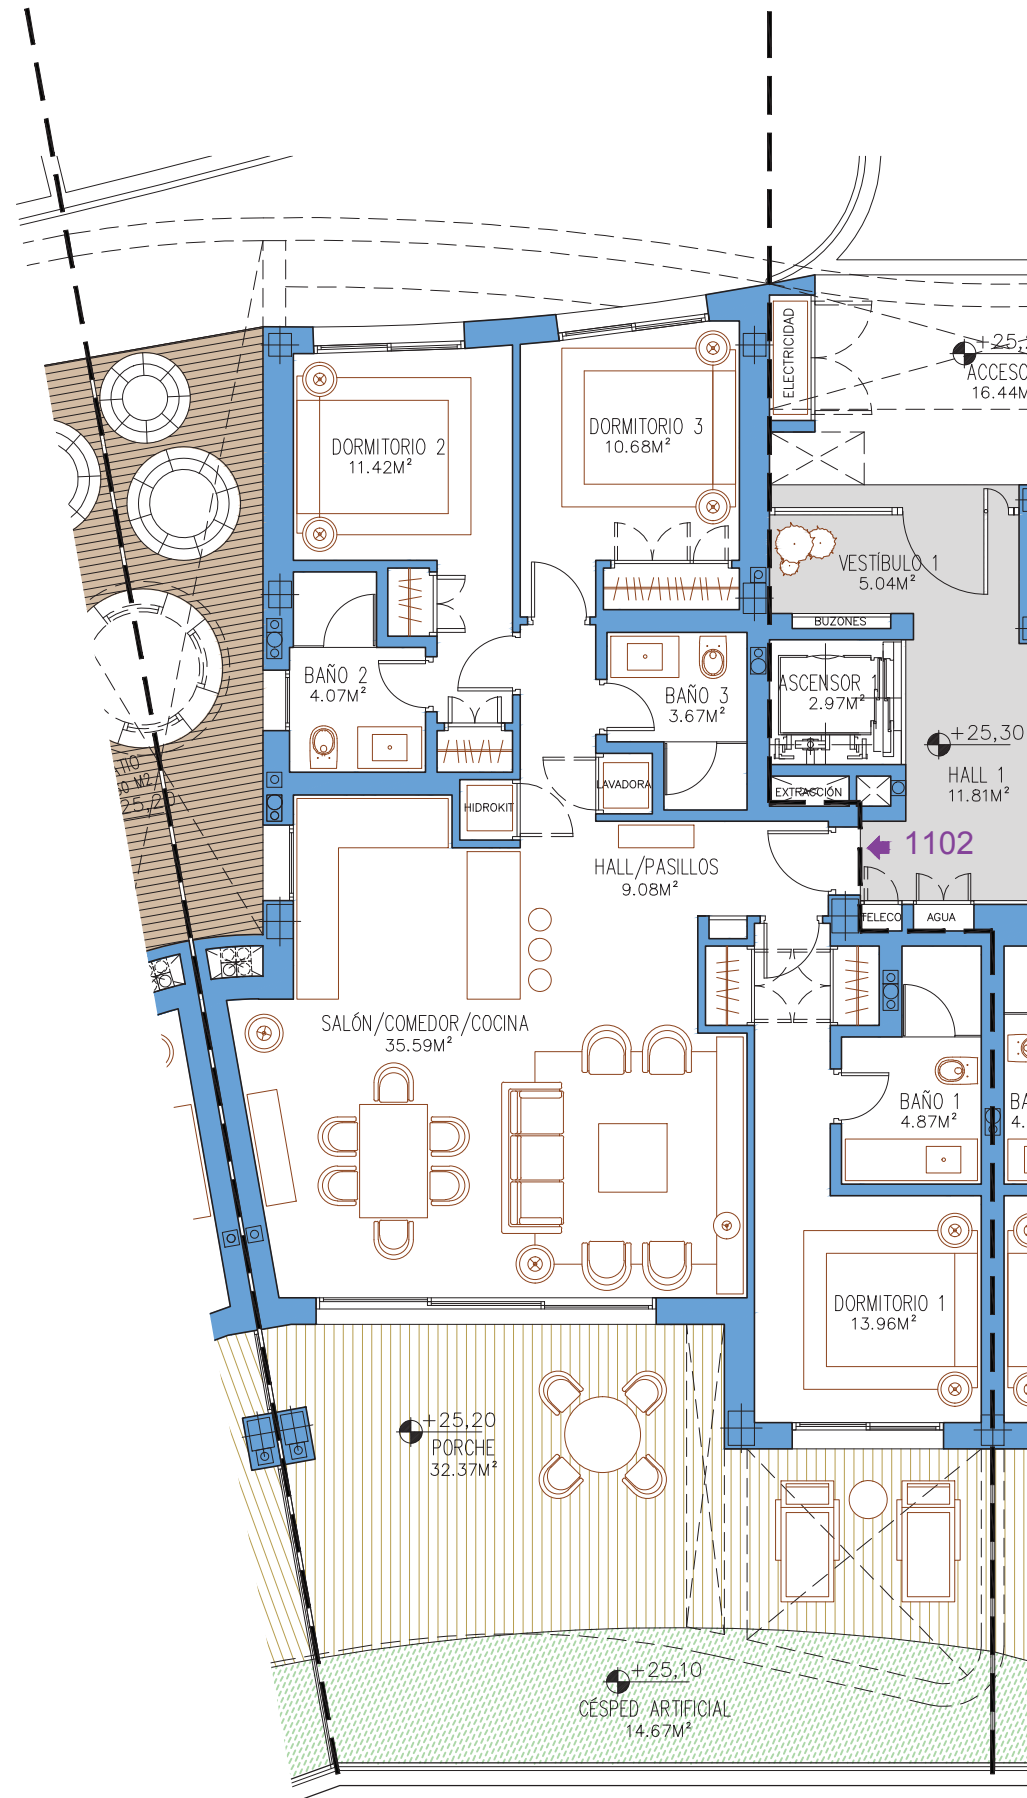 ELECTRICIDAD
ACCESO
16.44M
DORMITORIO 3
10.68M²
DORMITORIO 2
11.42M²
VESTÍBULO 1
5.04M²
BUZONES
BAÑO 2
4.07M²
BAÑO 3
3.67M²
ASCENSOR 1
2.97M²
+25,30
HALL 1
11.81M²
LAVADORA
EXTRACCIÓN
HIDROKIT
1102
HALL/PASILLOS
9.08M²
TELECO
AGUA
SALÓN/COMEDOR/COCINA
35.59M²
BAÑO 1
4.87M²
BA
4.
DORMITORIO 1
13.96M²
+25,20
PORCHE
32.37M²
+25,10
CÉSPED ARTIFICIAL
14.67M²